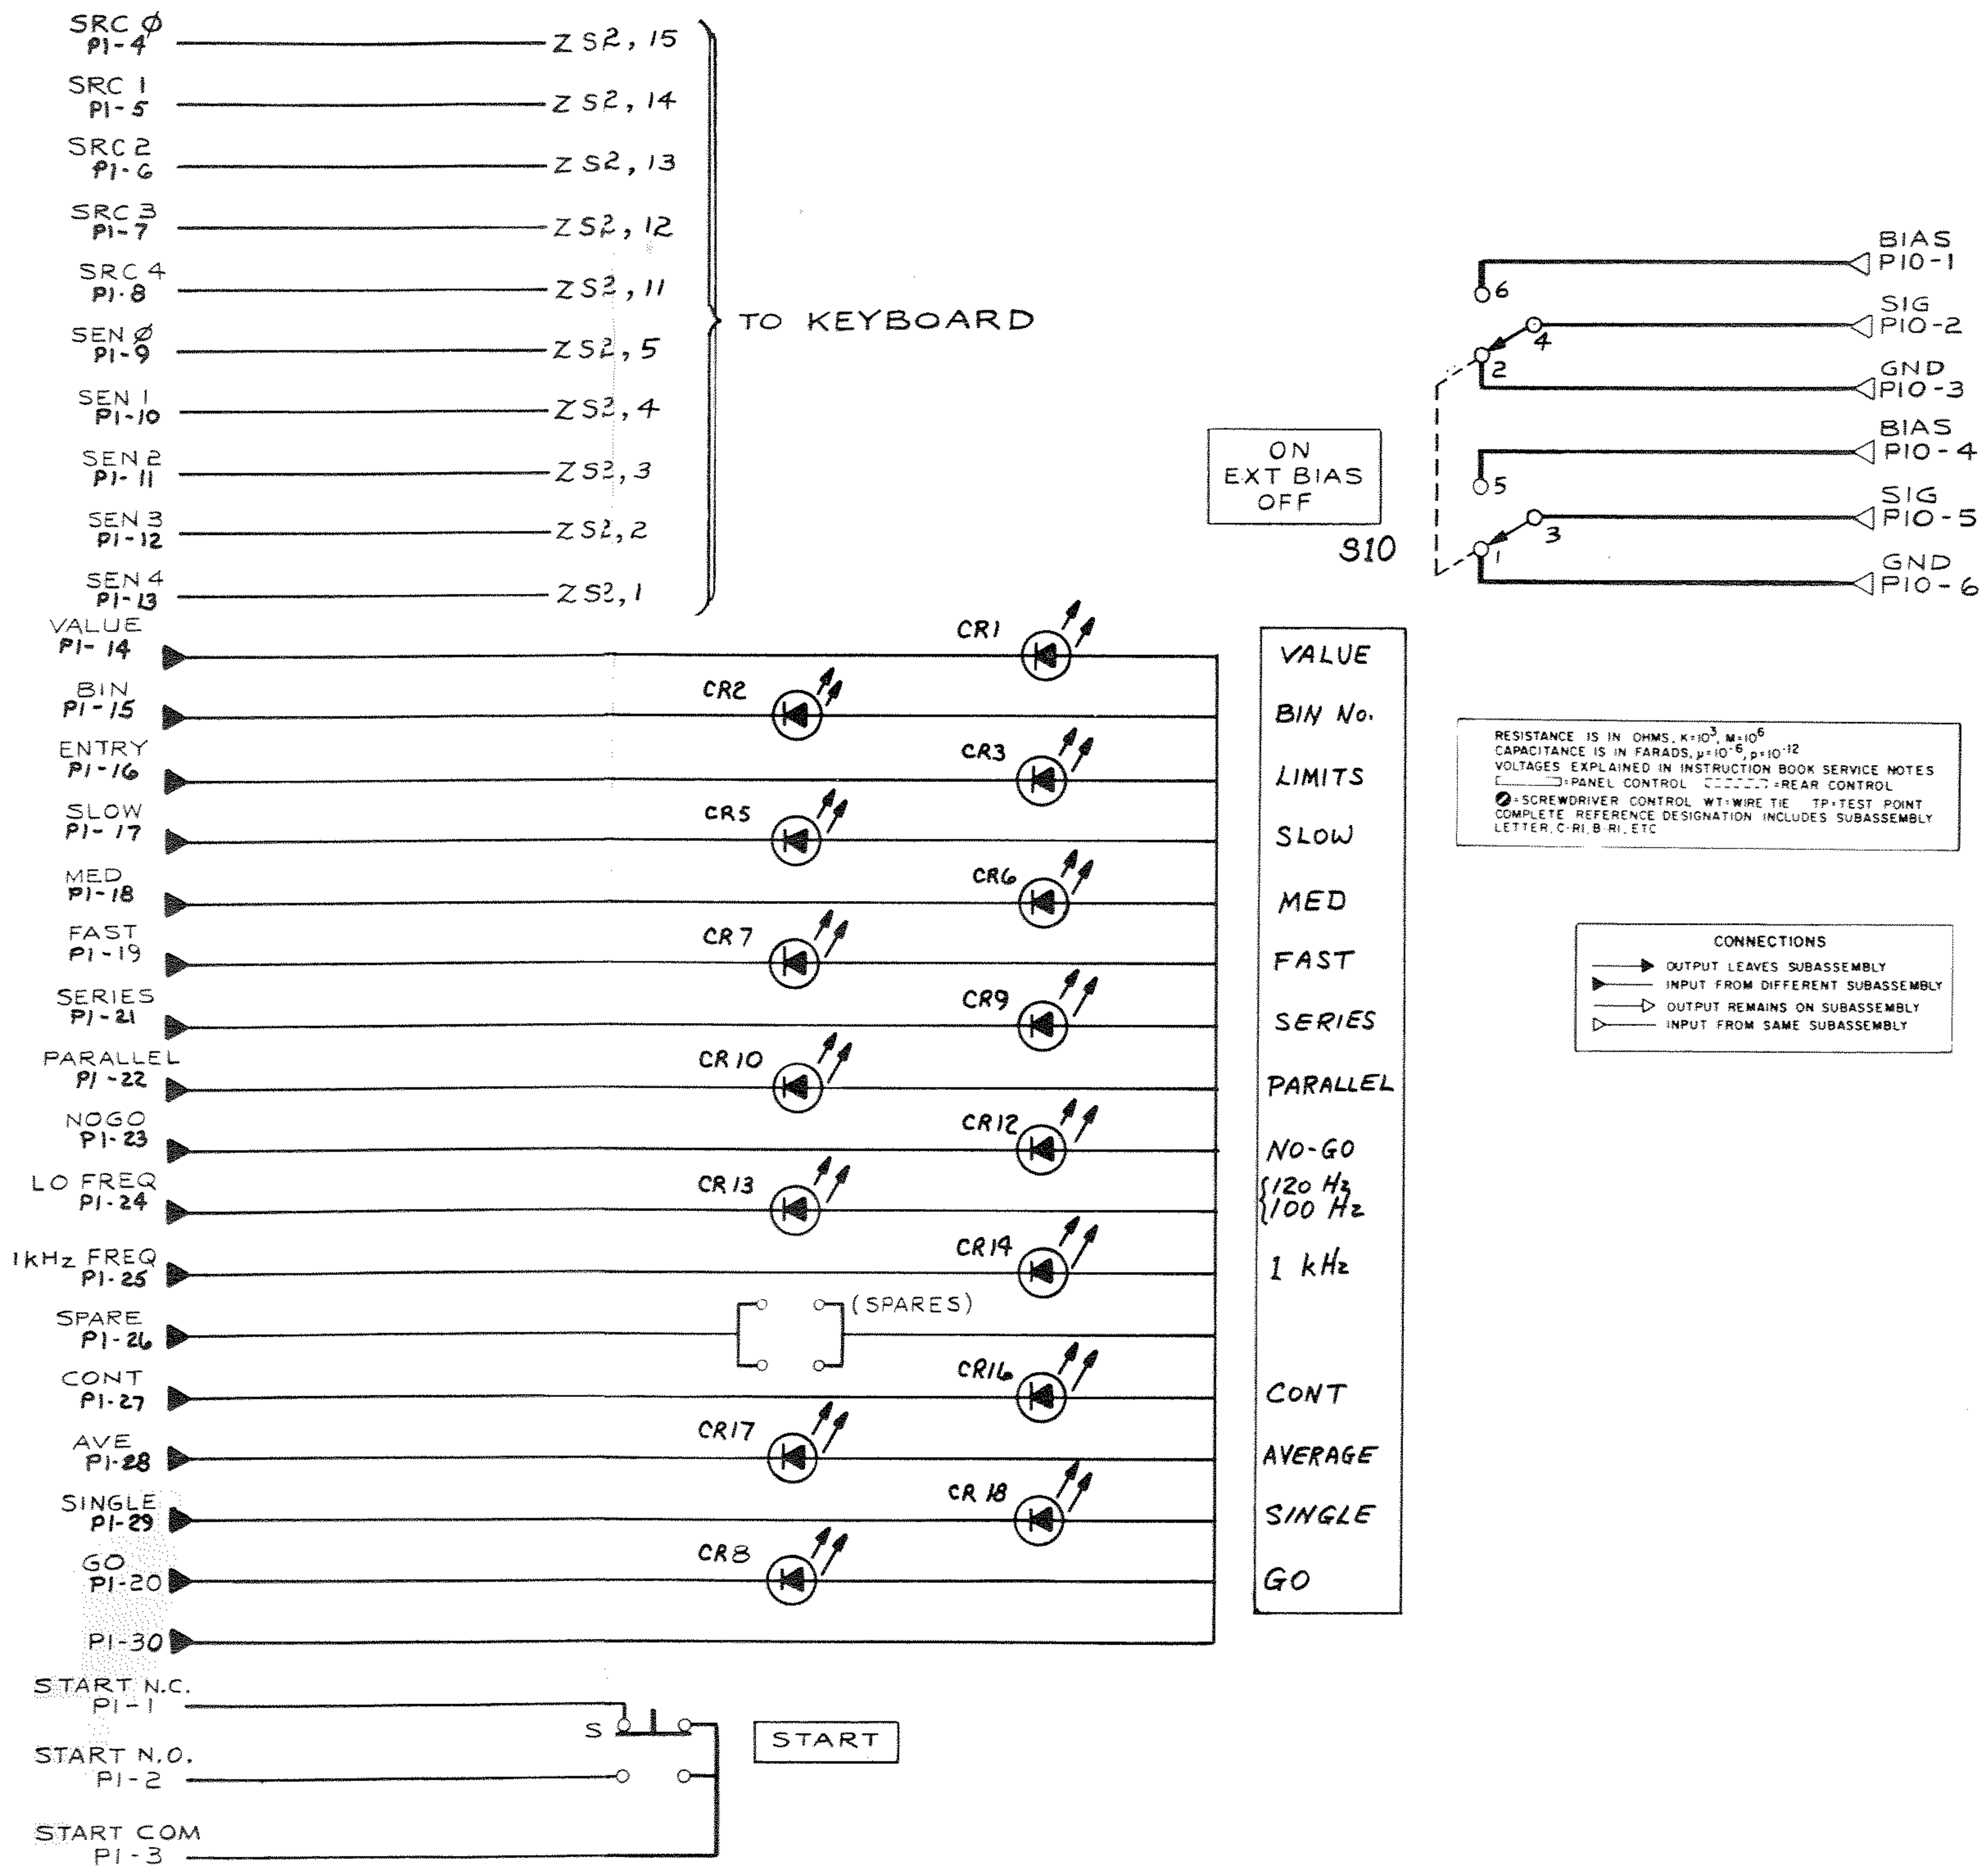 SRC Ø
P1-4
Z S2, 15
SRC 1
P1-5
Z S2, 14
SRC 2
P1-6
Z S2, 13
SRC 3
P1-7
Z S2, 12
SRC 4
P1-8
Z S2, 11
SEN Ø
P1-9
Z S2, 5
SEN 1
P1-10
Z S2, 4
SEN 2
P1-11
Z S2, 3
SEN 3
P1-12
Z S2, 2
SEN 4
P1-13
Z S2, 1
TO KEYBOARD
BIAS
P10-1
6
SIG
P10-2
4
2
GND
P10-3
BIAS
P10-4
5
SIG
P10-5
3
1
GND
P10-6
ON
EXT BIAS
OFF
S10
VALUE
P1-14
CR1
VALUE
BIN
P1-15
CR2
BIN No.
ENTRY
P1-16
CR3
LIMITS
SLOW
P1-17
CR5
SLOW
MED
P1-18
CR6
MED
FAST
P1-19
CR7
FAST
SERIES
P1-21
CR9
SERIES
PARALLEL
P1-22
CR10
PARALLEL
NOGO
P1-23
CR12
NO-GO
LO FREQ
P1-24
CR13
120 Hz
100 Hz
1kHz FREQ
P1-25
CR14
1 kHz
SPARE
P1-26
(SPARES)
CONT
P1-27
CR16
CONT
AVE
P1-28
CR17
AVERAGE
SINGLE
P1-29
CR18
SINGLE
GO
P1-20
CR8
GO
P1-30
START N.C.
P1-1
S
START
START N.O.
P1-2
START COM
P1-3
RESISTANCE IS IN OHMS, K=10³, M=10⁶
CAPACITANCE IS IN FARADS, µ=10⁻⁶, p=10⁻¹²
VOLTAGES EXPLAINED IN INSTRUCTION BOOK SERVICE NOTES
=PANEL CONTROL =REAR CONTROL
=SCREWDRIVER CONTROL WT=WIRE TIE TP=TEST POINT
COMPLETE REFERENCE DESIGNATION INCLUDES SUBASSEMBLY
LETTER, C-R1, B-R1, ETC
CONNECTIONS
OUTPUT LEAVES SUBASSEMBLY
INPUT FROM DIFFERENT SUBASSEMBLY
OUTPUT REMAINS ON SUBASSEMBLY
INPUT FROM SAME SUBASSEMBLY